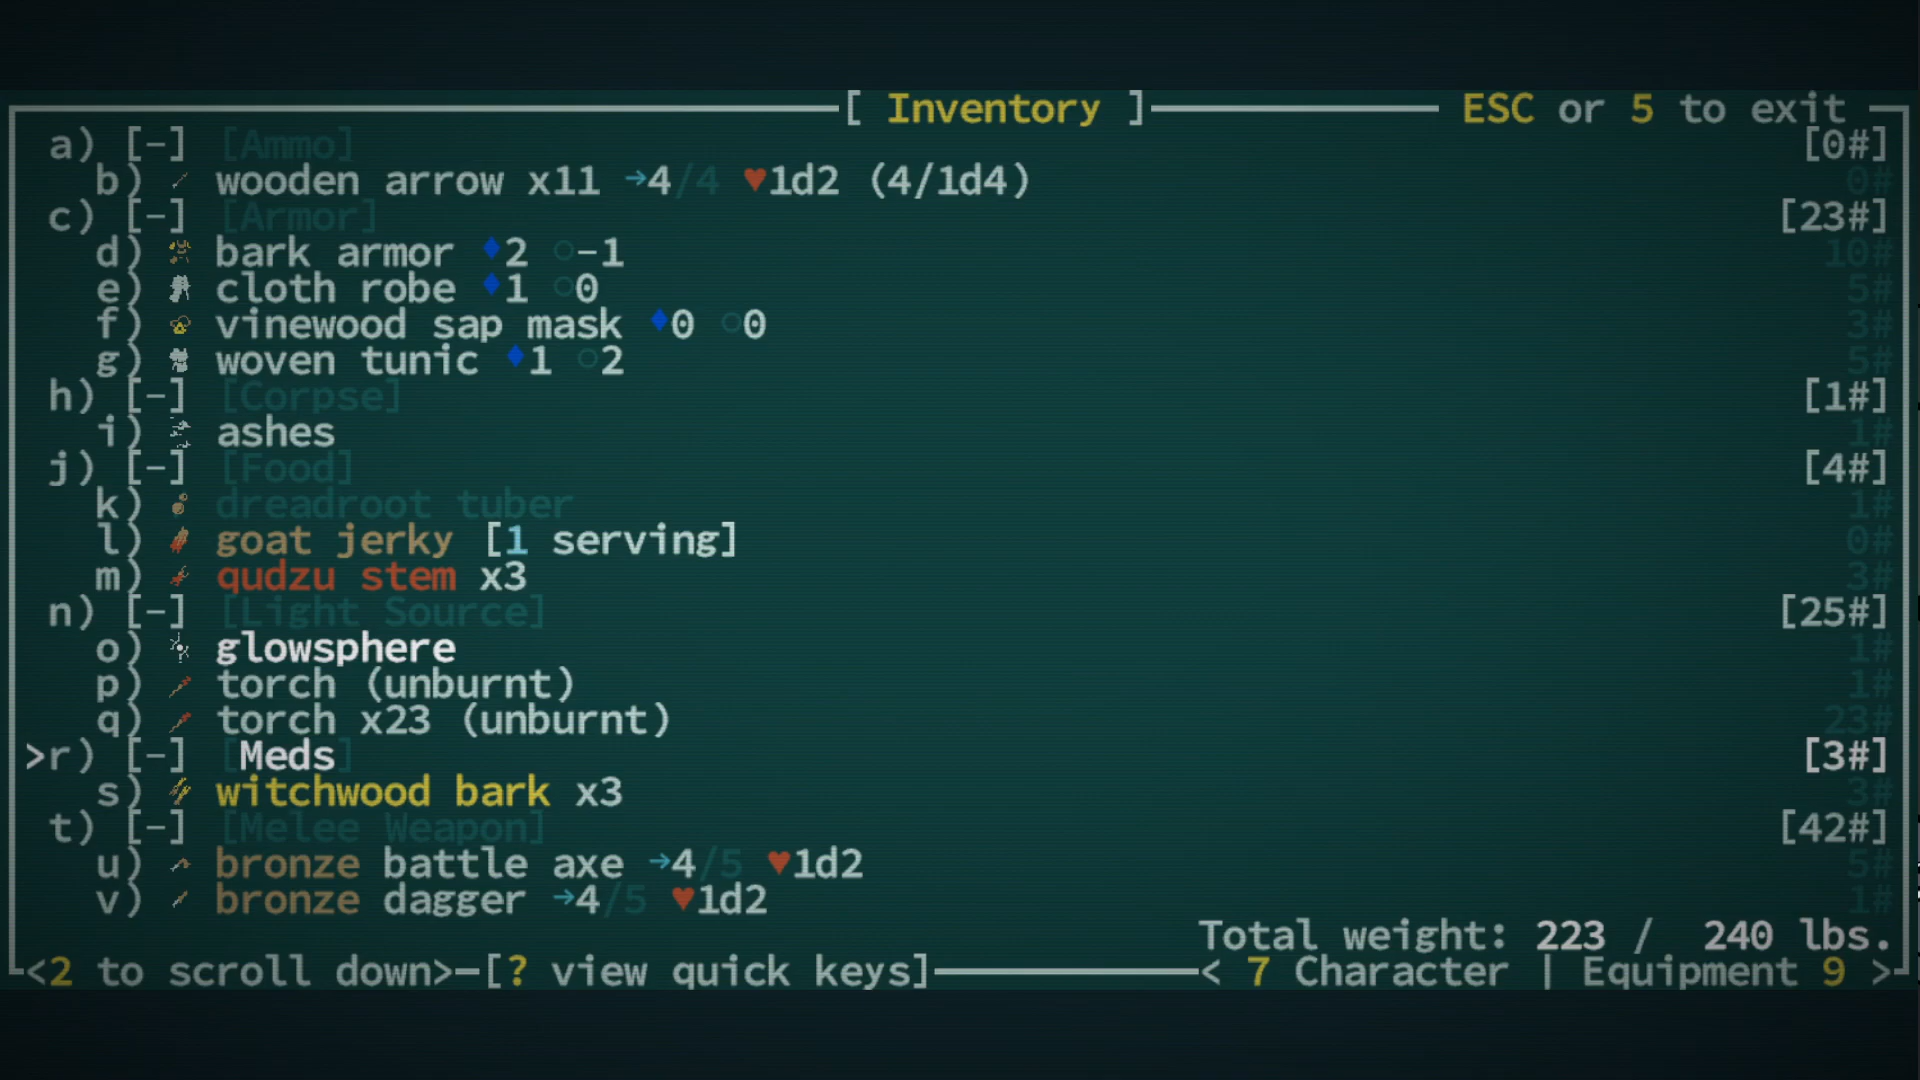 [ Inventory ] ESC or 5 to exit
a) [-] [Ammo] [0#]
b) wooden arrow x11 →4/4 ♥1d2 (4/1d4) 0#
c) [-] [Armor] [23#]
d) bark armor ♦2 ○-1 10#
e) cloth robe ♦1 ○0 5#
f) vinewood sap mask ♦0 ○0 3#
g) woven tunic ♦1 ○2 5#
h) [-] [Corpse] [1#]
i) ashes 1#
j) [-] [Food] [4#]
k) dreadroot tuber 1#
l) goat jerky [1 serving] 0#
m) qudzu stem x3 3#
n) [-] [Light Source] [25#]
o) glowsphere 1#
p) torch (unburnt) 1#
q) torch x23 (unburnt) 23#
>r) [-] [Meds] [3#]
s) witchwood bark x3 3#
t) [-] [Melee Weapon] [42#]
u) bronze battle axe →4/5 ♥1d2 5#
v) bronze dagger →4/5 ♥1d2 1#
Total weight: 223 / 240 lbs.
<2 to scroll down> [? view quick keys] < 7 Character | Equipment 9 >